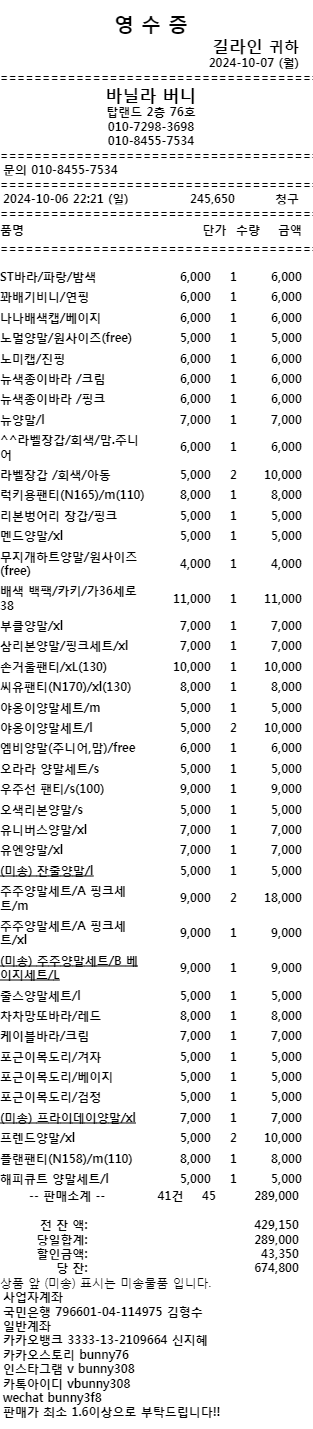 영 수 증
길라인 귀하
2024-10-07 (월)
바닐라 버니
탑랜드 2층 76호
010-7298-3698
010-8455-7534
문의 010-8455-7534
2024-10-06 22:21 (일) 245,650 청구
품명 단가 수량 금액
ST바라/파랑/밤색 6,000 1 6,000
꽈배기비니/연핑 6,000 1 6,000
나나배색캡/베이지 6,000 1 6,000
노멀양말/원사이즈(free) 5,000 1 5,000
노미캡/진핑 6,000 1 6,000
뉴색종이바라 /크림 6,000 1 6,000
뉴색종이바라 /핑크 6,000 1 6,000
뉴양말/l 7,000 1 7,000
^^라벨장갑/회색/맘.주니
어 6,000 1 6,000
라벨장갑 /회색/아동 5,000 2 10,000
럭키용팬티(N165)/m(110) 8,000 1 8,000
리본벙어리 장갑/핑크 5,000 1 5,000
멘드양말/xl 5,000 1 5,000
무지개하트양말/원사이즈
(free) 4,000 1 4,000
배색 백팩/카키/가36세로
38 11,000 1 11,000
부클양말/xl 7,000 1 7,000
삼리본양말/핑크세트/xl 7,000 1 7,000
손거울팬티/xL(130) 10,000 1 10,000
씨유팬티(N170)/xl(130) 8,000 1 8,000
야옹이양말세트/m 5,000 1 5,000
야옹이양말세트/l 5,000 2 10,000
엠비양말(주니어,맘)/free 6,000 1 6,000
오라라 양말세트/s 5,000 1 5,000
우주선 팬티/s(100) 9,000 1 9,000
오색리본양말/s 5,000 1 5,000
유니버스양말/xl 7,000 1 7,000
유엔양말/xl 7,000 1 7,000
(미송) 잔줄양말/l 5,000 1 5,000
주주양말세트/A 핑크세
트/m 9,000 2 18,000
주주양말세트/A 핑크세
트/xl 9,000 1 9,000
(미송) 주주양말세트/B 베
이지세트/L 9,000 1 9,000
줄스양말세트/l 5,000 1 5,000
차차망또바라/레드 8,000 1 8,000
케이블바라/크림 7,000 1 7,000
포근이목도리/겨자 5,000 1 5,000
포근이목도리/베이지 5,000 1 5,000
포근이목도리/검정 5,000 1 5,000
(미송) 프라이데이양말/xl 7,000 1 7,000
프렌드양말/xl 5,000 2 10,000
플랜팬티(N158)/m(110) 8,000 1 8,000
해피큐트 양말세트/l 5,000 1 5,000
-- 판매소계 -- 41건 45 289,000
전 잔 액: 429,150
당일합계: 289,000
할인금액: 43,350
당 잔: 674,800
상품 앞 (미송) 표시는 미송물품 입니다.
사업자계좌
국민은행 796601-04-114975 김형수
일반계좌
카카오뱅크 3333-13-2109664 신지혜
카카오스토리 bunny76
인스타그램 v bunny308
카톡아이디 vbunny308
wechat bunny3f8
판매가 최소 1.6이상으로 부탁드립니다!!